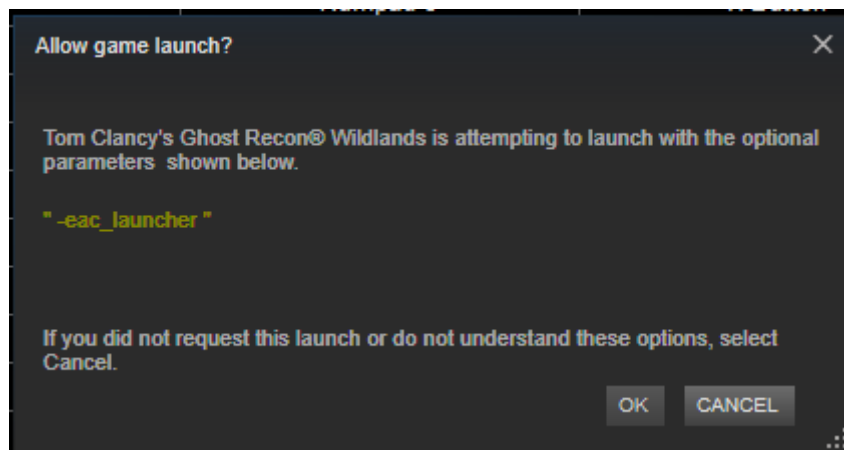 Allow game launch?
Tom Clancy's Ghost Recon® Wildlands is attempting to launch with the optional
parameters  shown below.
" -eac_launcher "
If you did not request this launch or do not understand these options, select
Cancel.
OK
CANCEL